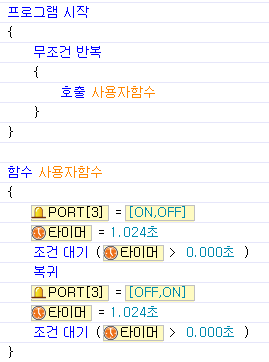 프로그램 시작
{
무조건 반복
{
호출 사용자함수
}
}
함수 사용자함수
{
PORT[3] = [ON,OFF]
타이머 = 1.024초
조건 대기 ( 타이머 > 0.000초 )
복귀
PORT[3] = [OFF,ON]
타이머 = 1.024초
조건 대기 ( 타이머 > 0.000초 )
}